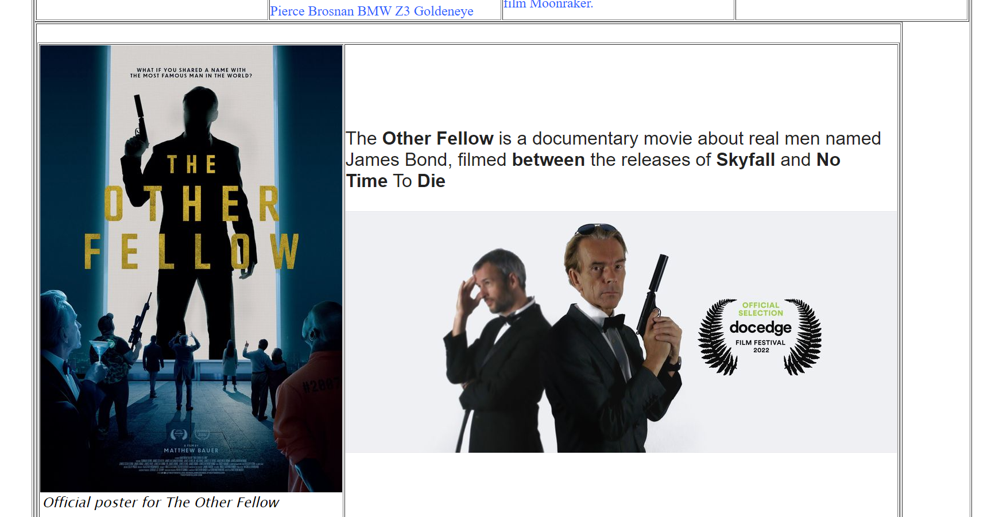 film Moonraker.
Pierce Brosnan BMW Z3 Goldeneye
WHAT IF YOU SHARED A NAME WITH
THE MOST FAMOUS MAN IN THE WORLD?
THE
OTHER
FELLOW
#2007
A FILM BY
MATTHEW BAUER
Official poster for The Other Fellow
The Other Fellow is a documentary movie about real men named
James Bond, filmed between the releases of Skyfall and No
Time To Die
OFFICIAL
SELECTION
docedge
FILM FESTIVAL
2022